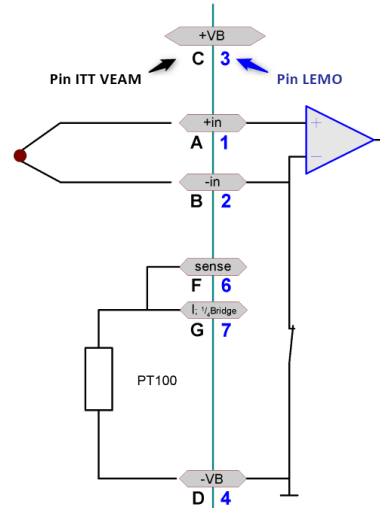 +VB
Pin ITT VEAM C 3 Pin LEMO
+in
A 1
+
-in
B 2
−
sense
F 6
I; ¼Bridge
G 7
PT100
-VB
D 4